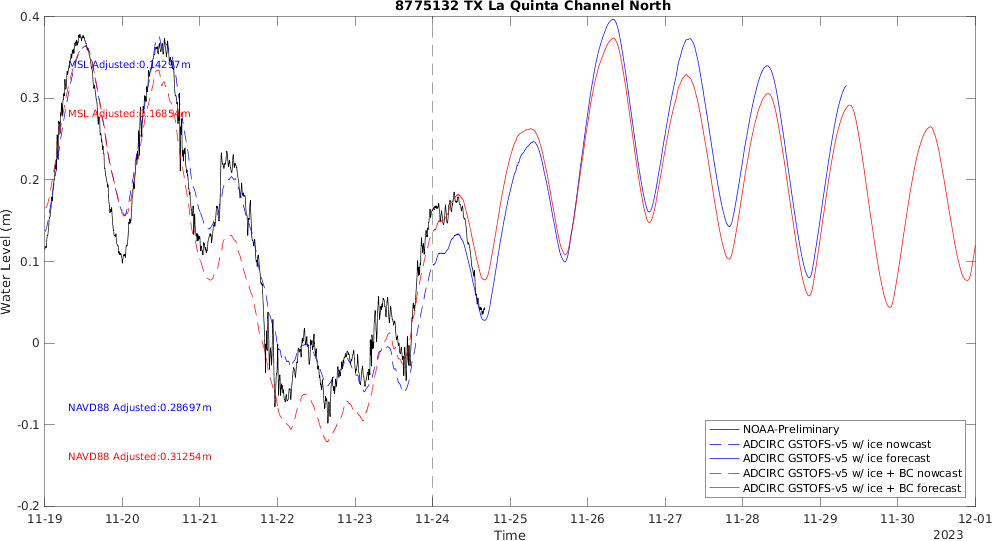 8775132 TX La Quinta Channel North
Water Level (m)
0.4
0.3
0.2
0.1
0
-0.1
-0.2
MSL Adjusted:0.14297m
MSL Adjusted:0.16854m
NAVD88 Adjusted:0.28697m
NAVD88 Adjusted:0.31254m
NOAA-Preliminary
ADCIRC GSTOFS-v5 w/ ice nowcast
ADCIRC GSTOFS-v5 w/ ice forecast
ADCIRC GSTOFS-v5 w/ ice + BC nowcast
ADCIRC GSTOFS-v5 w/ ice + BC forecast
11-19 11-20 11-21 11-22 11-23 11-24 11-25 11-26 11-27 11-28 11-29 11-30 12-01
Time
2023